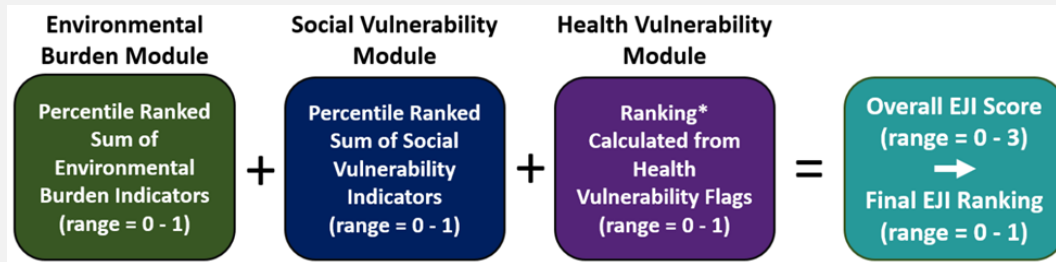 Environmental
Burden Module
Percentile Ranked
Sum of
Environmental
Burden Indicators
(range = 0 - 1)
+
Social Vulnerability
Module
Percentile Ranked
Sum of Social
Vulnerability
Indicators
(range = 0 - 1)
+
Health Vulnerability
Module
Ranking*
Calculated from
Health
Vulnerability Flags
(range = 0 - 1)
=
Overall EJI Score
(range = 0 - 3)
Final EJI Ranking
(range = 0 - 1)